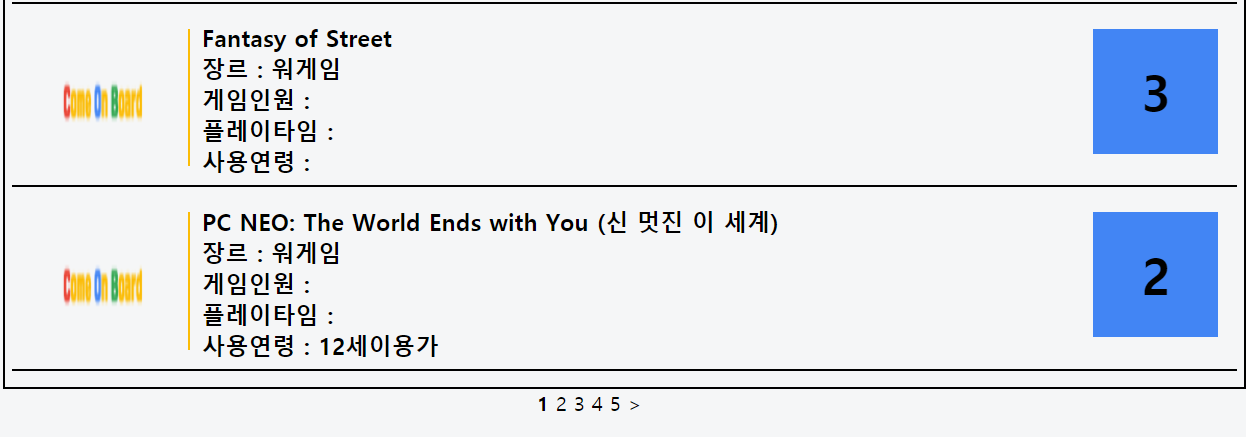 Come On Board
Fantasy of Street
장르 : 워게임
게임인원 :
플레이타임 :
사용연령 :
3
Come On Board
PC NEO: The World Ends with You (신 멋진 이 세계)
장르 : 워게임
게임인원 :
플레이타임 :
사용연령 : 12세이용가
2
1 2 3 4 5 >